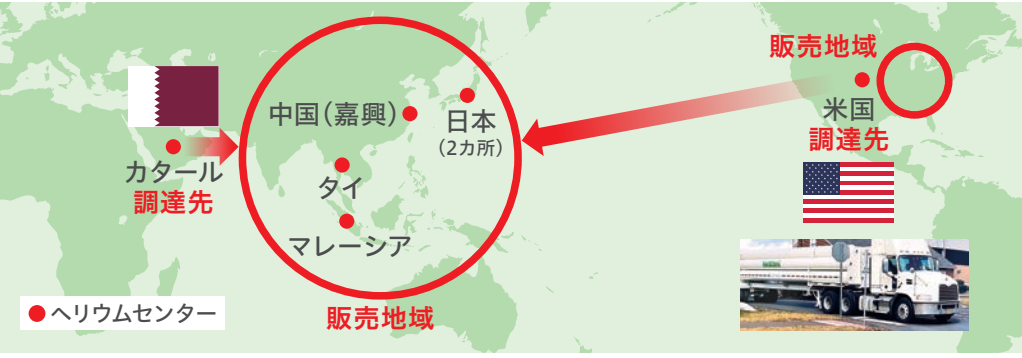 販売地域
中国(嘉興)
日本
(2カ所)
米国
調達先
カタール
調達先
タイ
マレーシア
ヘリウムセンター
販売地域